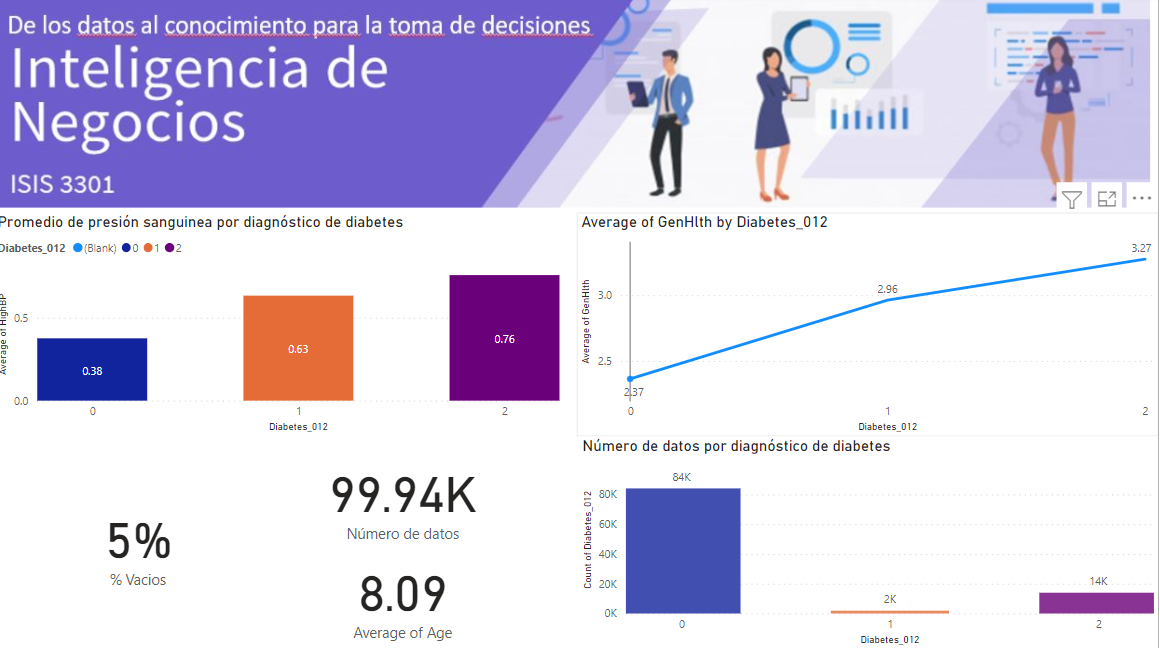 De los datos al conocimiento para la toma de decisiones
Inteligencia de
Negocios
ISIS 3301
Promedio de presión sanguinea por diagnóstico de diabetes
Diabetes_012 (Blank) 0 1 2
Average of HighBP
0.5
0.0
0.38
0.63
0.76
0
1
2
Diabetes_012
Average of GenHlth by Diabetes_012
Average of GenHlth
3.0
2.5
2.37
2.96
3.27
0
1
2
Diabetes_012
5%
% Vacios
99.94K
Número de datos
8.09
Average of Age
Número de datos por diagnóstico de diabetes
Count of Diabetes_012
80K
60K
40K
20K
0K
84K
2K
14K
0
1
2
Diabetes_012